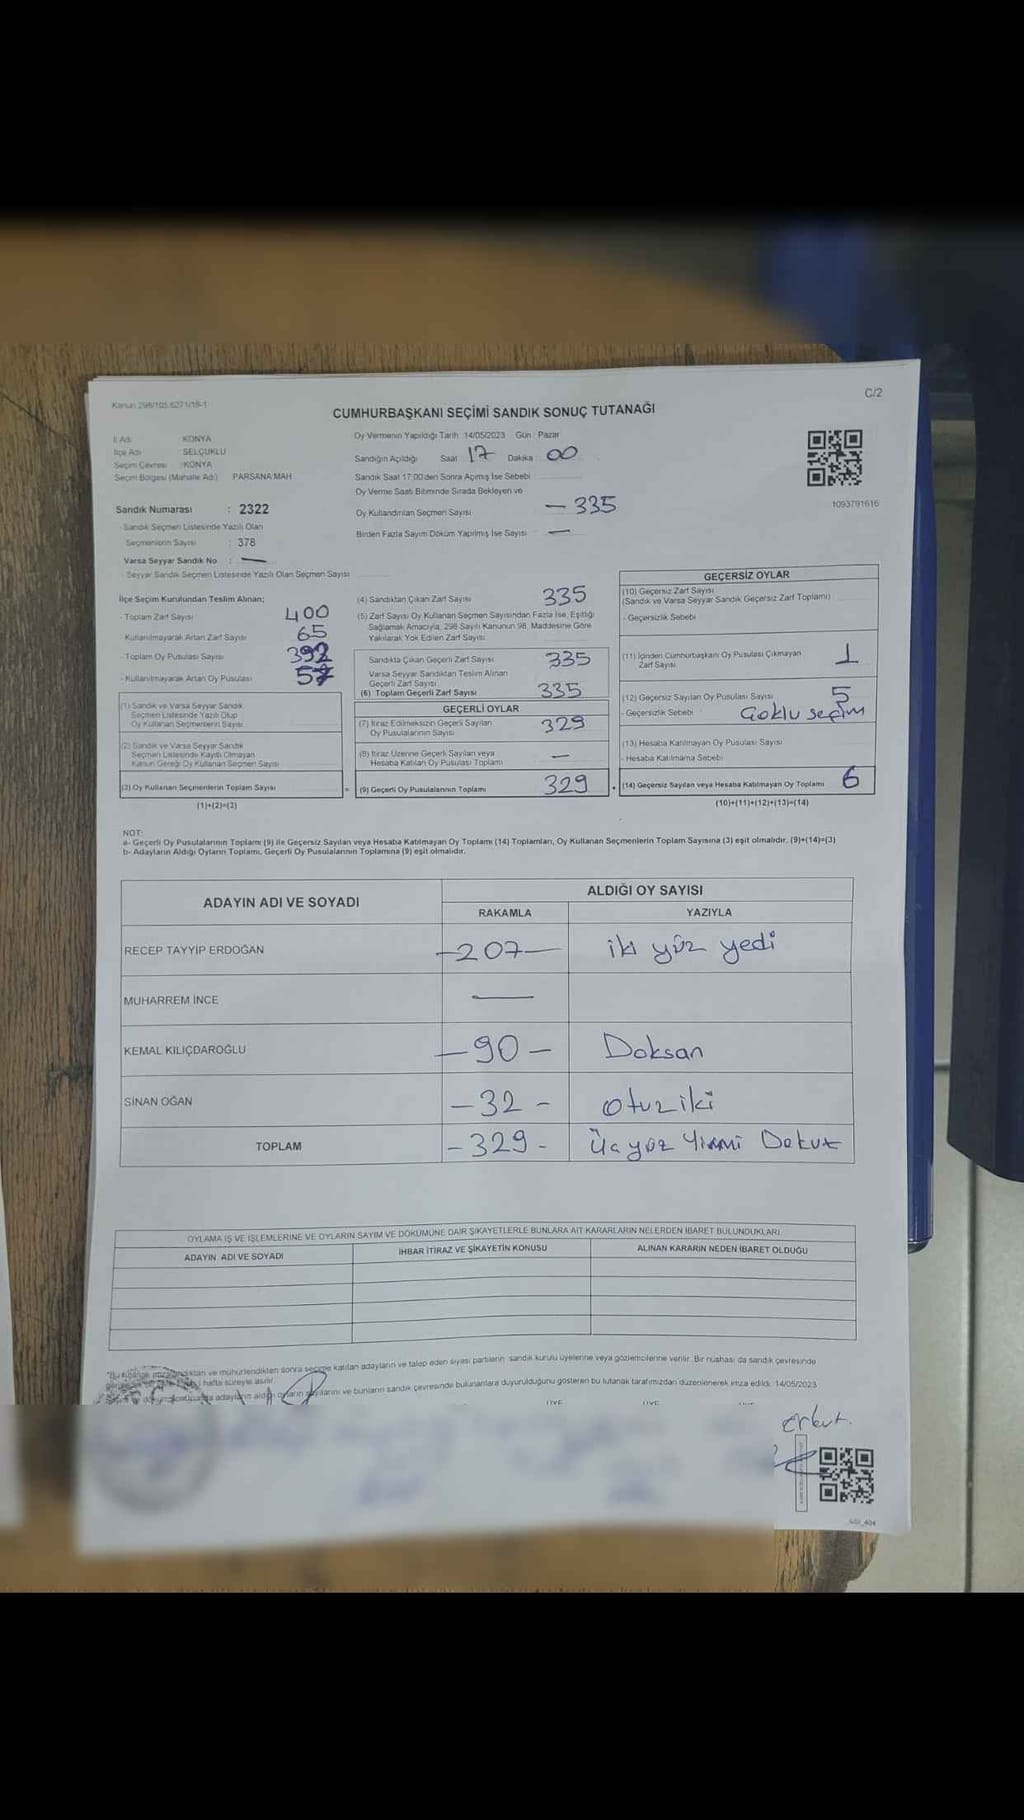 Kanun 298/105,6271/18-1
C/2
CUMHURBAŞKANI SEÇİMİ SANDIK SONUÇ TUTANAĞI
İl Adı : KONYA
İlçe Adı : SELÇUKLU
Seçim Çevresi : KONYA
Seçim Bölgesi (Mahalle Adı) PARSANA MAH
Oy Vermenin Yapıldığı Tarih :14/05/2023 Gün : Pazar
Sandığın Açıldığı Saat 17 Dakika 00
Sandık Saat 17:00'den Sonra Açılmış İse Sebebi
Oy Verme Saati Bitiminde Sırada Bekleyen ve
Oy Kullandırılan Seçmen Sayısı - 335
Birden Fazla Sayım Döküm Yapılmış İse Sayısı —
1093791616
Sandık Numarası : 2322
- Sandık Seçmen Listesinde Yazılı Olan
Seçmenlerin Sayısı : 378
Varsa Seyyar Sandık No : —
- Seyyar Sandık Seçmen Listesinde Yazılı Olan Seçmen Sayısı
İlçe Seçim Kurulundan Teslim Alınan;
- Toplam Zarf Sayısı 400
- Kullanılmayarak Artan Zarf Sayısı 65
- Toplam Oy Pusulası Sayısı 392
- Kullanılmayarak Artan Oy Pusulası 57
(1) Sandık ve Varsa Seyyar Sandık
Seçmen Listesinde Yazılı Olup
Oy Kullanan Seçmenlerin Sayısı
(2) Sandık ve Varsa Seyyar Sandık
Seçmen Listesinde Kayıtlı Olmayan
Kanun Gereği Oy Kullanan Seçmen Sayısı
(3) Oy Kullanan Seçmenlerin Toplam Sayısı
(1)+(2)=(3)
(4) Sandıktan Çıkan Zarf Sayısı 335
(5) Zarf Sayısı Oy Kullanan Seçmen Sayısından Fazla İse, Eşitliği
Sağlamak Amacıyla, 298 Sayılı Kanunun 98. Maddesine Göre
Yakılarak Yok Edilen Zarf Sayısı
Sandıkta Çıkan Geçerli Zarf Sayısı 335
Varsa Seyyar Sandıktan Teslim Alınan
Geçerli Zarf Sayısı
(6) Toplam Geçerli Zarf Sayısı 335
GEÇERLİ OYLAR
(7) İtiraz Edilmeksizin Geçerli Sayılan
Oy Pusulalarının Sayısı 329
(8) İtiraz Üzerine Geçerli Sayılan veya
Hesaba Katılan Oy Pusulası Toplamı —
= (9) Geçerli Oy Pusulalarının Toplamı 329
GEÇERSİZ OYLAR
(10) Geçersiz Zarf Sayısı
(Sandık ve Varsa Seyyar Sandık Geçersiz Zarf Toplamı)
- Geçersizlik Sebebi
(11) İçinden Cumhurbaşkanı Oy Pusulası Çıkmayan
Zarf Sayısı 1
(12) Geçersiz Sayılan Oy Pusulası Sayısı 5
- Geçersizlik Sebebi Çoklu seçim
(13) Hesaba Katılmayan Oy Pusulası Sayısı
- Hesaba Katılmama Sebebi
+ (14) Geçersiz Sayılan veya Hesaba Katılmayan Oy Toplamı 6
(10)+(11)+(12)+(13)=(14)
NOT:
a- Geçerli Oy Pusulalarının Toplamı (9) ile Geçersiz Sayılan veya Hesaba Katılmayan Oy Toplamı (14) Toplamları, Oy Kullanan Seçmenlerin Toplam Sayısına (3) eşit olmalıdır. (9)+(14)=(3)
b- Adayların Aldığı Oyların Toplamı, Geçerli Oy Pusulalarının Toplamına (9) eşit olmalıdır.
ADAYIN ADI VE SOYADI
ALDIĞI OY SAYISI
RAKAMLA YAZIYLA
RECEP TAYYİP ERDOĞAN -207- iki yüz yedi
MUHARREM İNCE —
KEMAL KILIÇDAROĞLU -90- Doksan
SİNAN OĞAN -32- otuziki
TOPLAM -329- Üçyüz Yirmi Dokuz
OYLAMA İŞ VE İŞLEMLERİNE VE OYLARIN SAYIM VE DÖKÜMÜNE DAİR ŞİKAYETLERLE BUNLARA AİT KARARLARIN NELERDEN İBARET BULUNDUKLARI
ADAYIN ADI VE SOYADI İHBAR İTİRAZ VE ŞİKAYETİN KONUSU ALINAN KARARIN NEDEN İBARET OLDUĞU
sonra seçime katılan adayların ve talep eden siyasi partilerin sandık kurulu üyelerine veya gözlemcilerine verilir. Bir nüshası da sandık çevresinde
hafta süreyle asılır.
sayılarını ve bunların sandık çevresinde bulunanlara duyurulduğunu gösteren bu tutanak tarafımızdan düzenlenerek imza edildi. 14/05/2023
ÜYE ÜYE